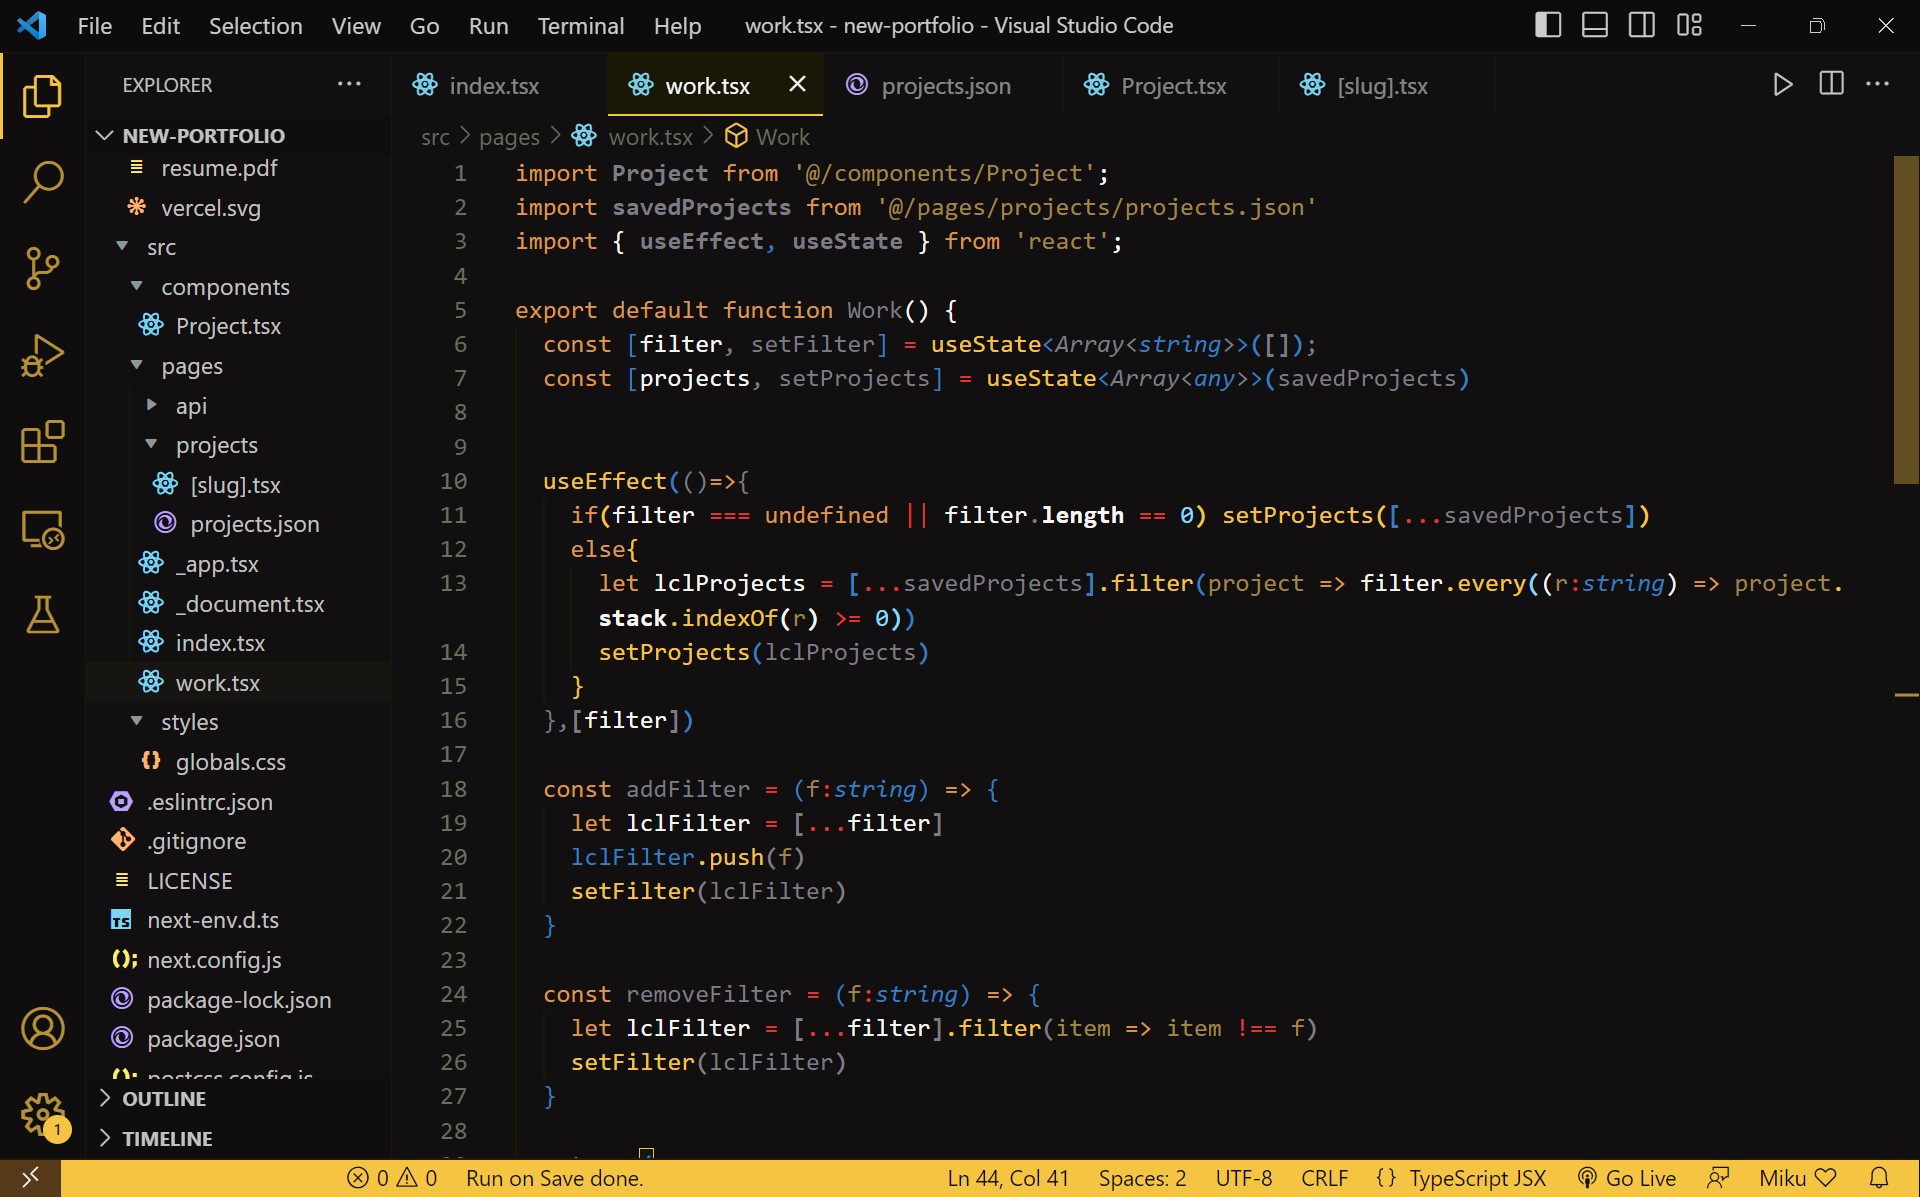 File Edit Selection View Go Run Terminal Help work.tsx - new-portfolio - Visual Studio Code
EXPLORER
NEW-PORTFOLIO
resume.pdf
vercel.svg
src
components
Project.tsx
pages
api
projects
[slug].tsx
projects.json
_app.tsx
_document.tsx
index.tsx
work.tsx
styles
globals.css
.eslintrc.json
.gitignore
LICENSE
TS next-env.d.ts
next.config.js
package-lock.json
package.json
postcss.config.js
OUTLINE
TIMELINE
1
index.tsx work.tsx projects.json Project.tsx [slug].tsx
src > pages > work.tsx > Work
1 import Project from '@/components/Project';
2 import savedProjects from '@/pages/projects/projects.json'
3 import { useEffect, useState } from 'react';
4
5 export default function Work() {
6 const [filter, setFilter] = useState<Array<string>>([]);
7 const [projects, setProjects] = useState<Array<any>>(savedProjects)
8
9
10 useEffect(()=>{
11 if(filter === undefined || filter.length == 0) setProjects([...savedProjects])
12 else{
13 let lclProjects = [...savedProjects].filter(project => filter.every((r:string) => project.
stack.indexOf(r) >= 0))
14 setProjects(lclProjects)
15 }
16 },[filter])
17
18 const addFilter = (f:string) => {
19 let lclFilter = [...filter]
20 lclFilter.push(f)
21 setFilter(lclFilter)
22 }
23
24 const removeFilter = (f:string) => {
25 let lclFilter = [...filter].filter(item => item !== f)
26 setFilter(lclFilter)
27 }
28
0 0 Run on Save done. Ln 44, Col 41 Spaces: 2 UTF-8 CRLF {} TypeScript JSX Go Live Miku ♡